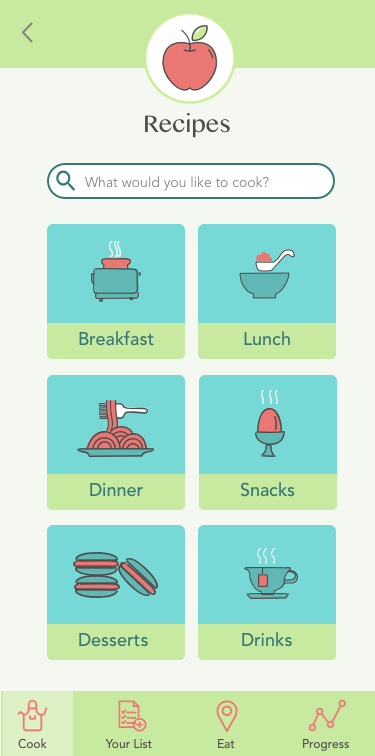 Recipes
What would you like to cook?
Breakfast
Lunch
Dinner
Snacks
Desserts
Drinks
Cook
Your List
Eat
Progress